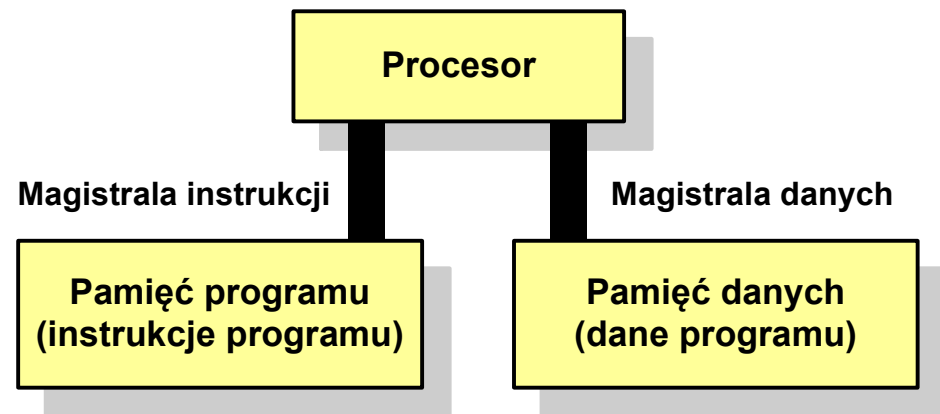 Procesor
Magistrala instrukcji
Magistrala danych
Pamięć programu
(instrukcje programu)
Pamięć danych
(dane programu)